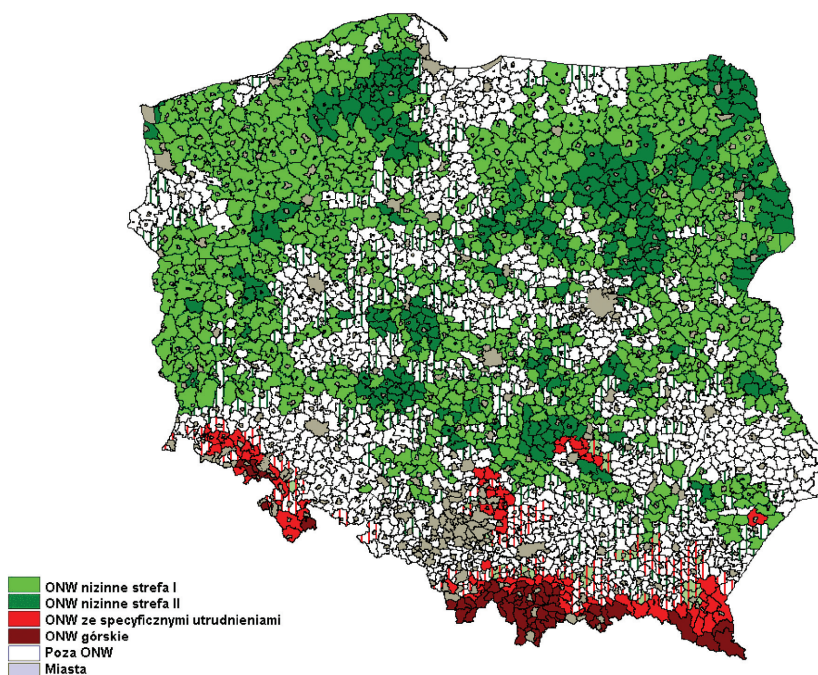 ONW nizinne strefa I
ONW nizinne strefa II
ONW ze specyficznymi utrudnieniami
ONW górskie
Poza ONW
Miasta